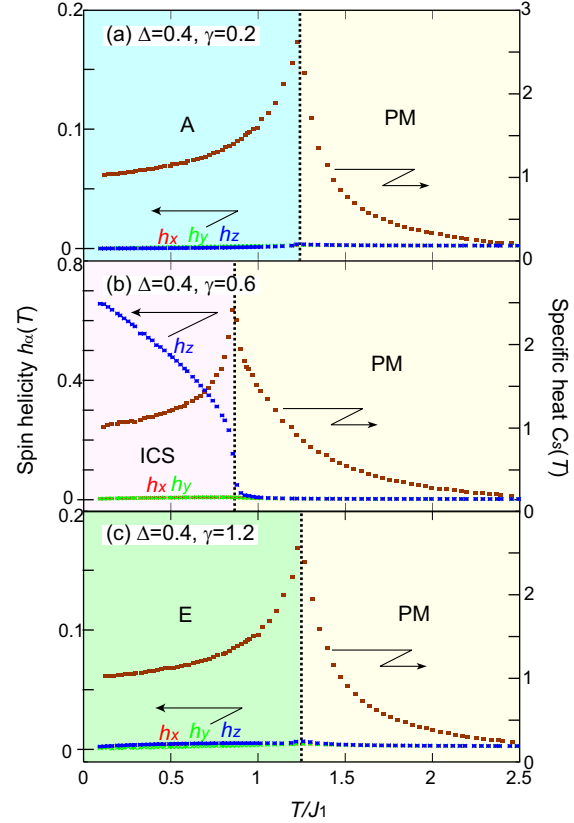 0.2
3
(a) Δ=0.4, γ=0.2
A
PM
2
0.1
1
hx hy hz
0
0
0.8
(b) Δ=0.4, γ=0.6
hz
PM
2
0.4
1
ICS
hx hy
0
0
0.2
(c) Δ=0.4, γ=1.2
E
PM
2
0.1
1
hx hy hz
0
0
0 0.5 1 1.5 2 2.5
T/J1
Spin helicity hα(T)
Specific heat Cs(T)